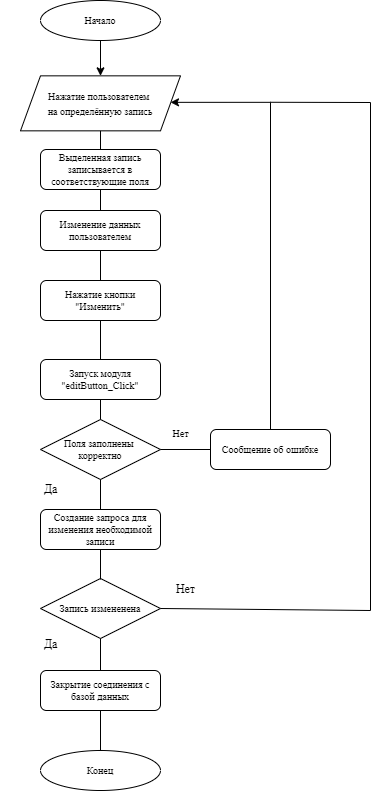 Начало
Нажатие пользователем
на определённую запись
Выделенная запись
записывается в
соответствующие поля
Изменение данных
пользователем
Нажатие кнопки
"Изменить"
Запуск модуля
"editButton_Click"
Поля заполнены
корректно
Нет
Сообщение об ошибке
Да
Создание запроса для
изменения необходимой
записи
Запись измененена
Нет
Да
Закрытие соединения с
базой данных
Конец